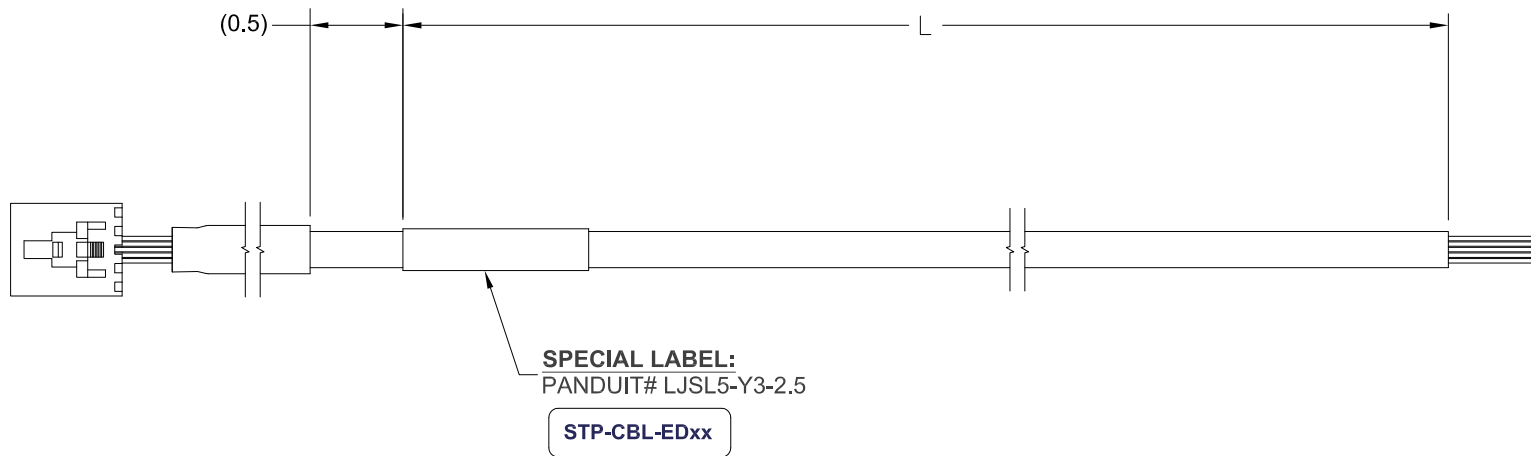 (0.5)
L
SPECIAL LABEL:
PANDUIT# LJSL5-Y3-2.5
STP-CBL-EDxx